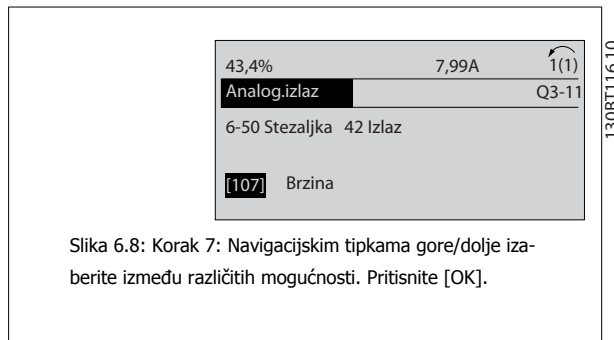 43,4% 7,99A 1(1)
Analog.izlaz Q3-11
6-50 Stezaljka 42 Izlaz
[107] Brzina
130BT116.10
Slika 6.8: Korak 7: Navigacijskim tipkama gore/dolje iza-
berite između različitih mogućnosti. Pritisnite [OK].